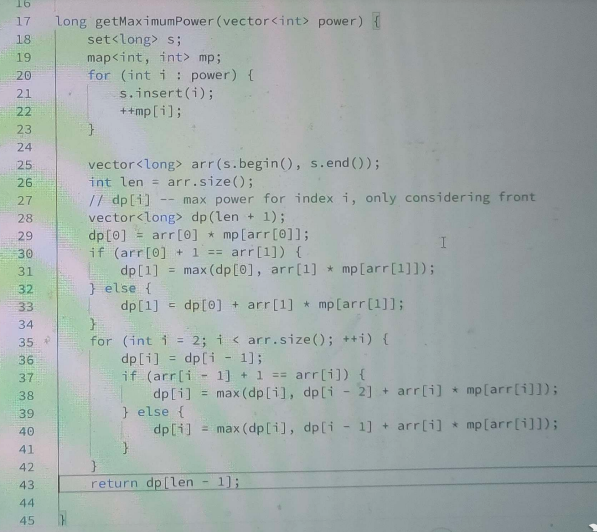 16
17 long getMaximumPower(vector<int> power) {
18 set<long> s;
19 map<int, int> mp;
20 for (int i : power) {
21 s.insert(i);
22 ++mp[i];
23 }
24
25 vector<long> arr(s.begin(), s.end());
26 int len = arr.size();
27 // dp[i] -- max power for index i, only considering front
28 vector<long> dp(len + 1);
29 dp[0] = arr[0] * mp[arr[0]];
30 if (arr[0] + 1 == arr[1]) {
31 dp[1] = max(dp[0], arr[1] * mp[arr[1]]);
32 } else {
33 dp[1] = dp[0] + arr[1] * mp[arr[1]];
34 }
35 for (int i = 2; i < arr.size(); ++i) {
36 dp[i] = dp[i - 1];
37 if (arr[i - 1] + 1 == arr[i]) {
38 dp[i] = max(dp[i], dp[i - 2] + arr[i] * mp[arr[i]]);
39 } else {
40 dp[i] = max(dp[i], dp[i - 1] + arr[i] * mp[arr[i]]);
41 }
42 }
43 return dp[len - 1];
44
45 }